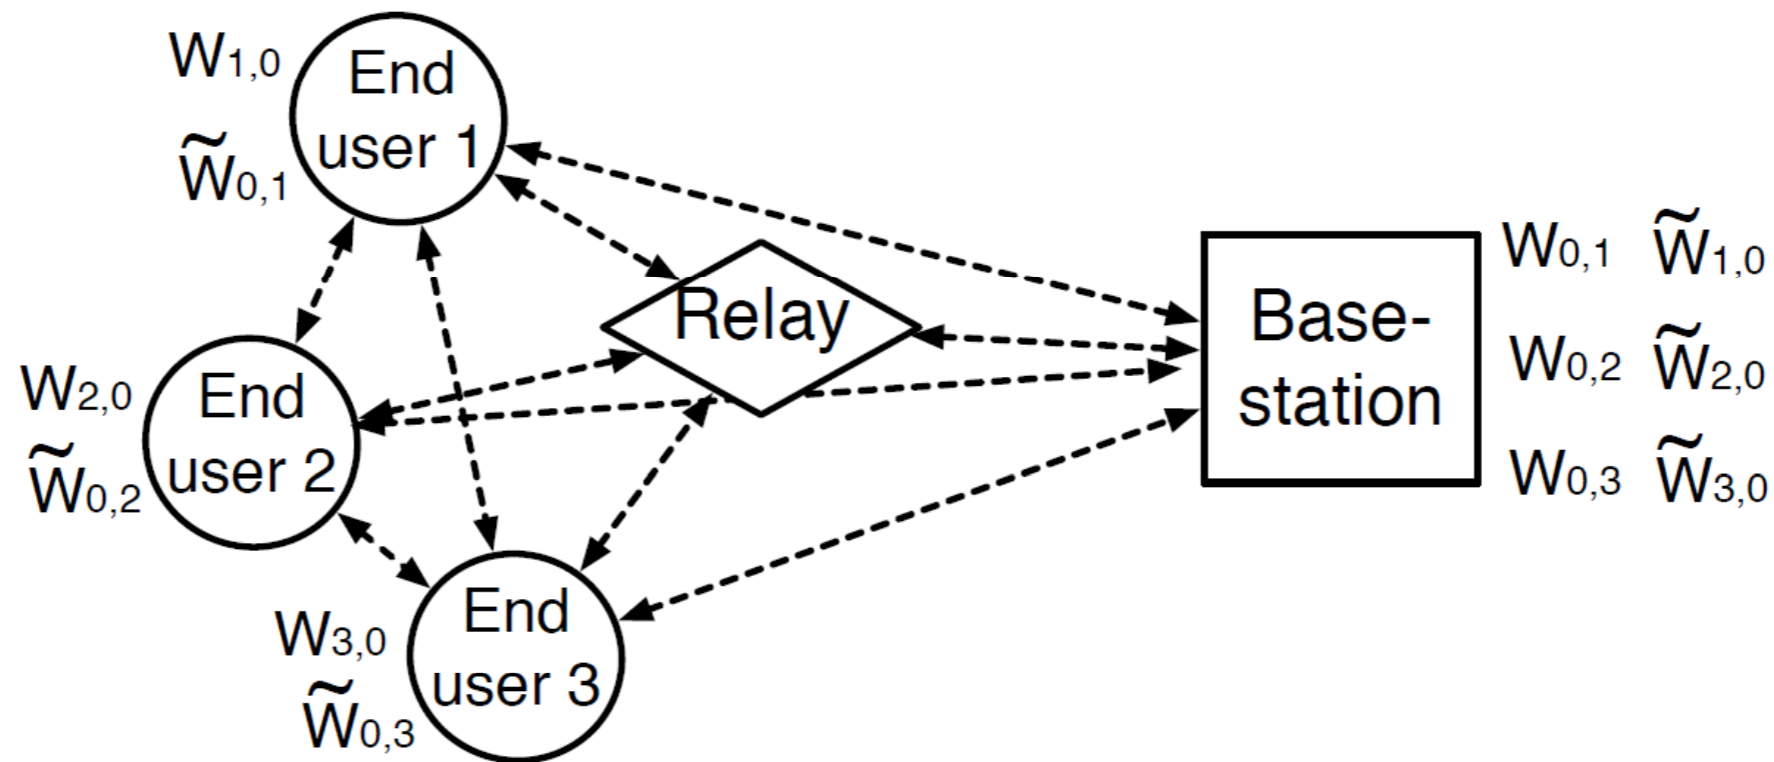 W1,0
End
user 1
W̃0,1
Relay
Base-
station
W0,1 W̃1,0
W0,2 W̃2,0
W0,3 W̃3,0
W2,0
End
user 2
W̃0,2
W3,0
End
user 3
W̃0,3